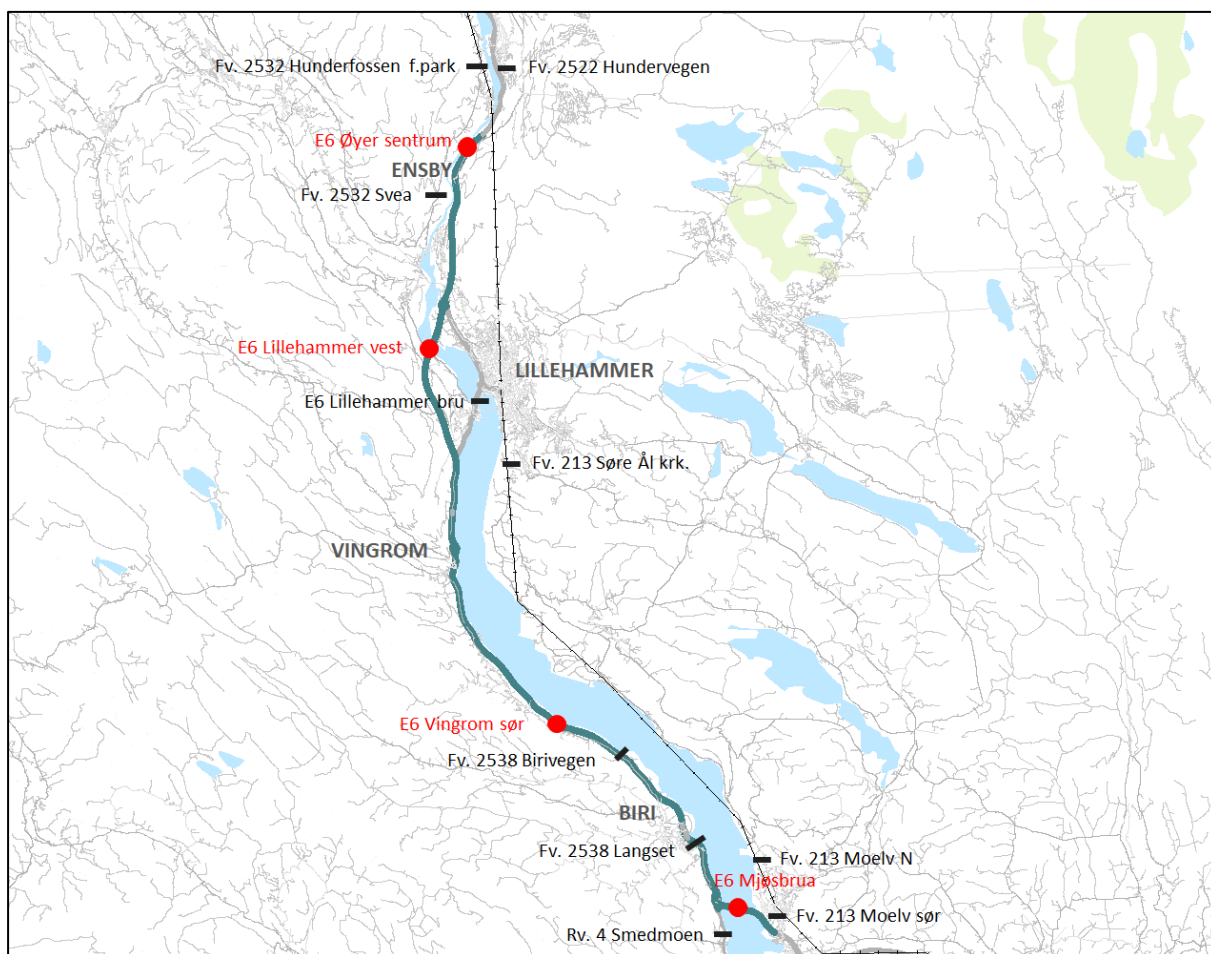 Fv. 2532 Hunderfossen f.park
Fv. 2522 Hundervegen
E6 Øyer sentrum
ENSBY
Fv. 2532 Svea
E6 Lillehammer vest
LILLEHAMMER
E6 Lillehammer bru
Fv. 213 Søre Ål krk.
VINGROM
E6 Vingrom sør
Fv. 2538 Birivegen
BIRI
Fv. 2538 Langset
Fv. 213 Moelv N
E6 Mjøsbrua
Fv. 213 Moelv sør
Rv. 4 Smedmoen